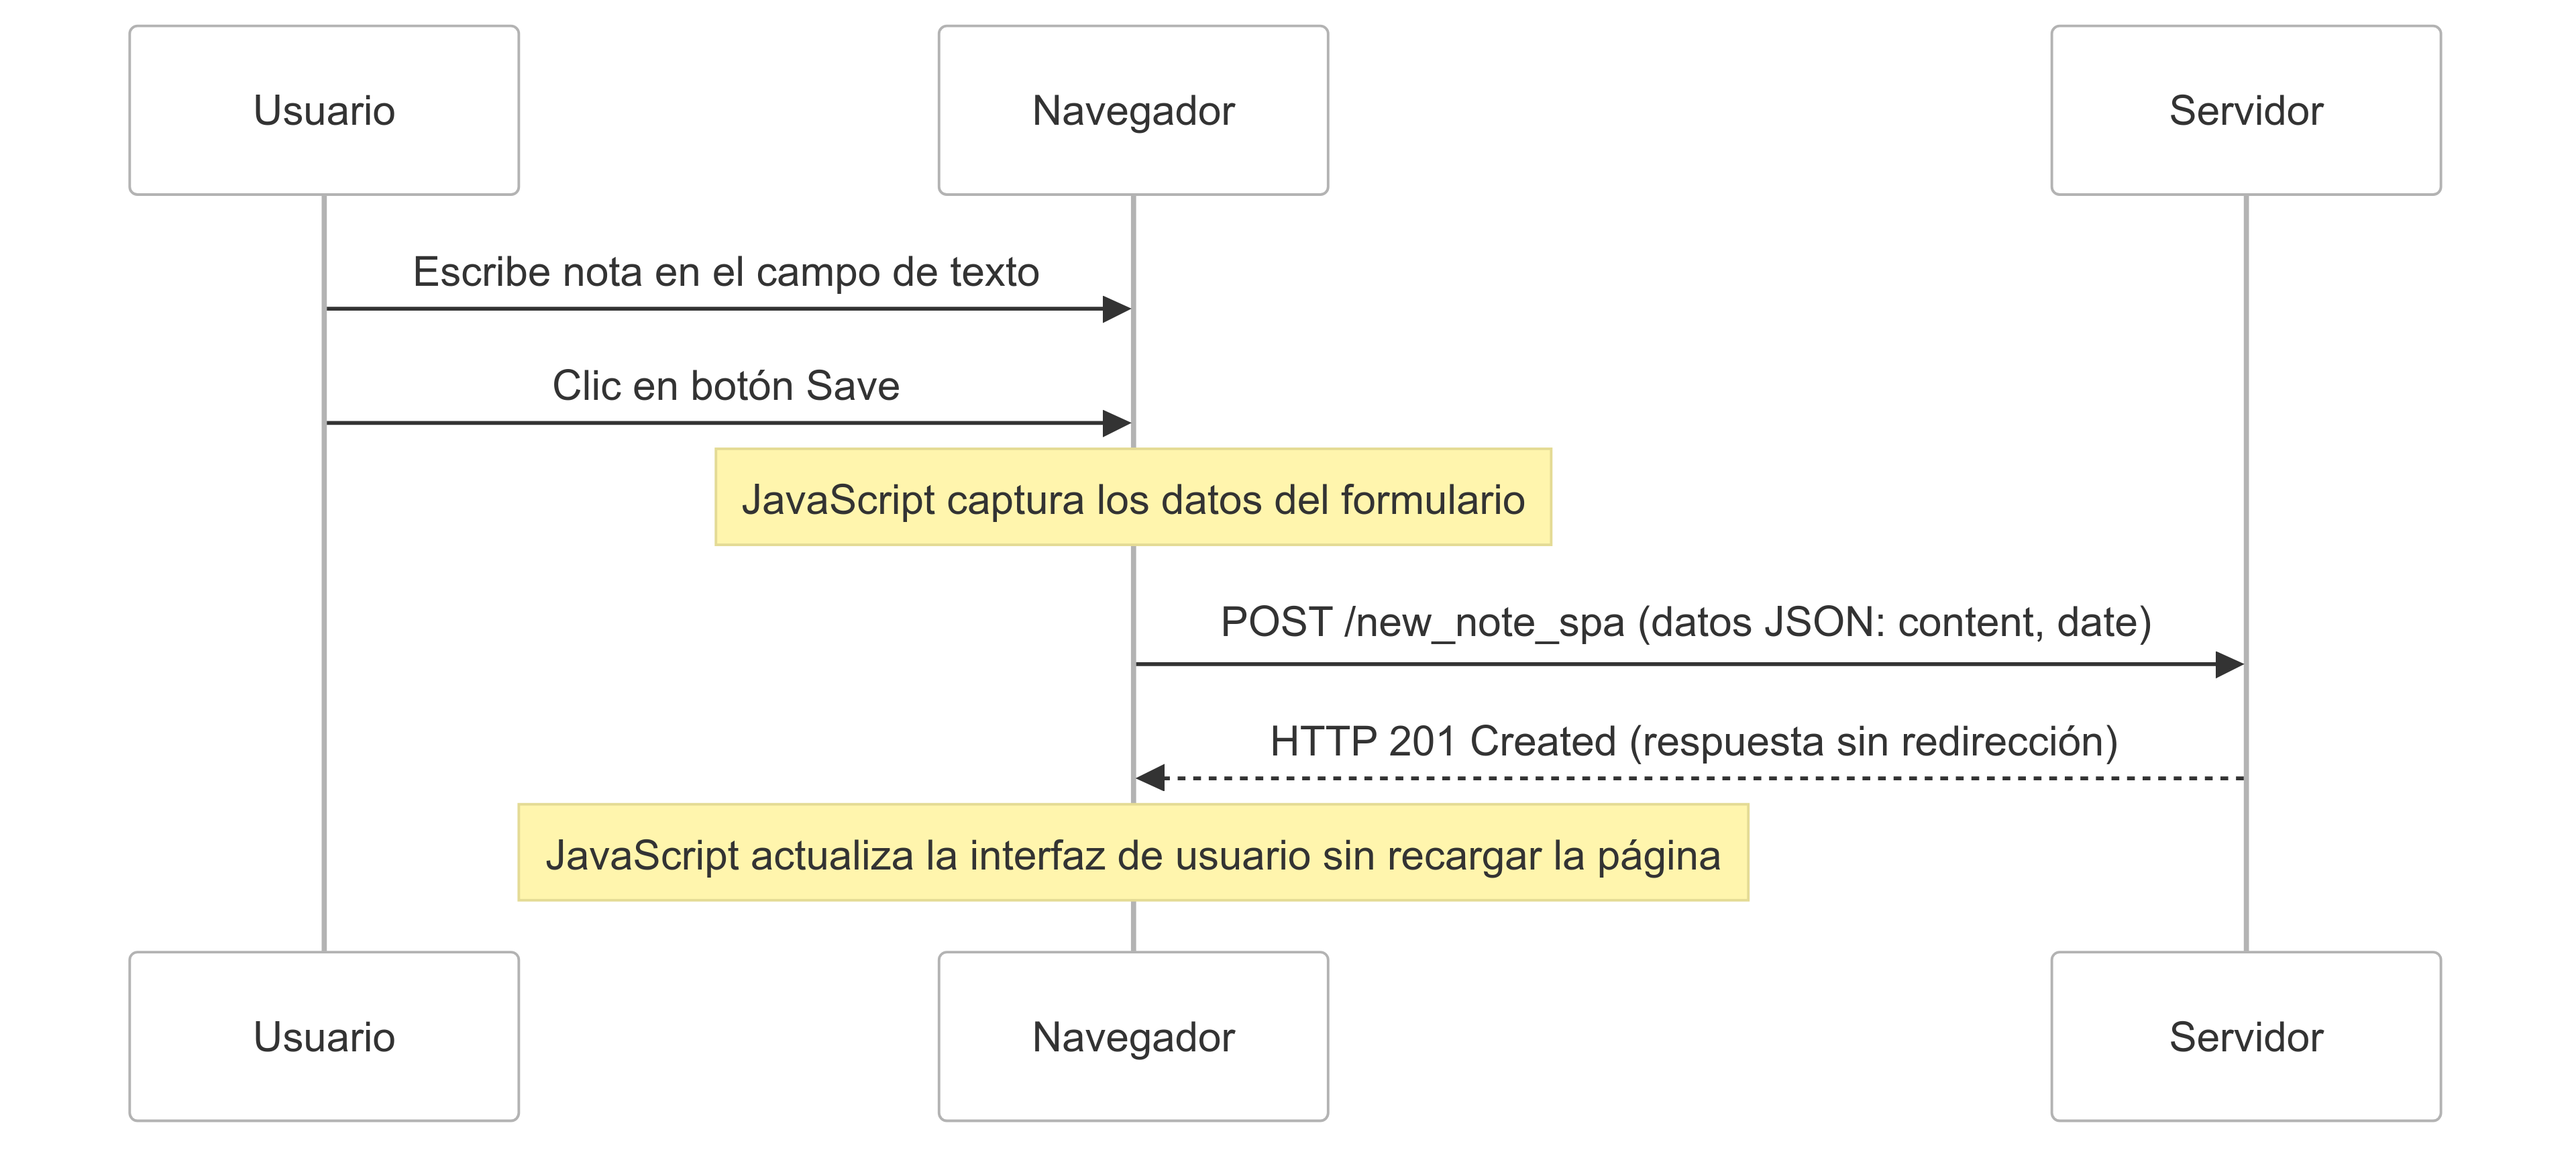 Usuario
Navegador
Servidor
Escribe nota en el campo de texto
Clic en botón Save
JavaScript captura los datos del formulario
POST /new_note_spa (datos JSON: content, date)
HTTP 201 Created (respuesta sin redirección)
JavaScript actualiza la interfaz de usuario sin recargar la página
Usuario
Navegador
Servidor